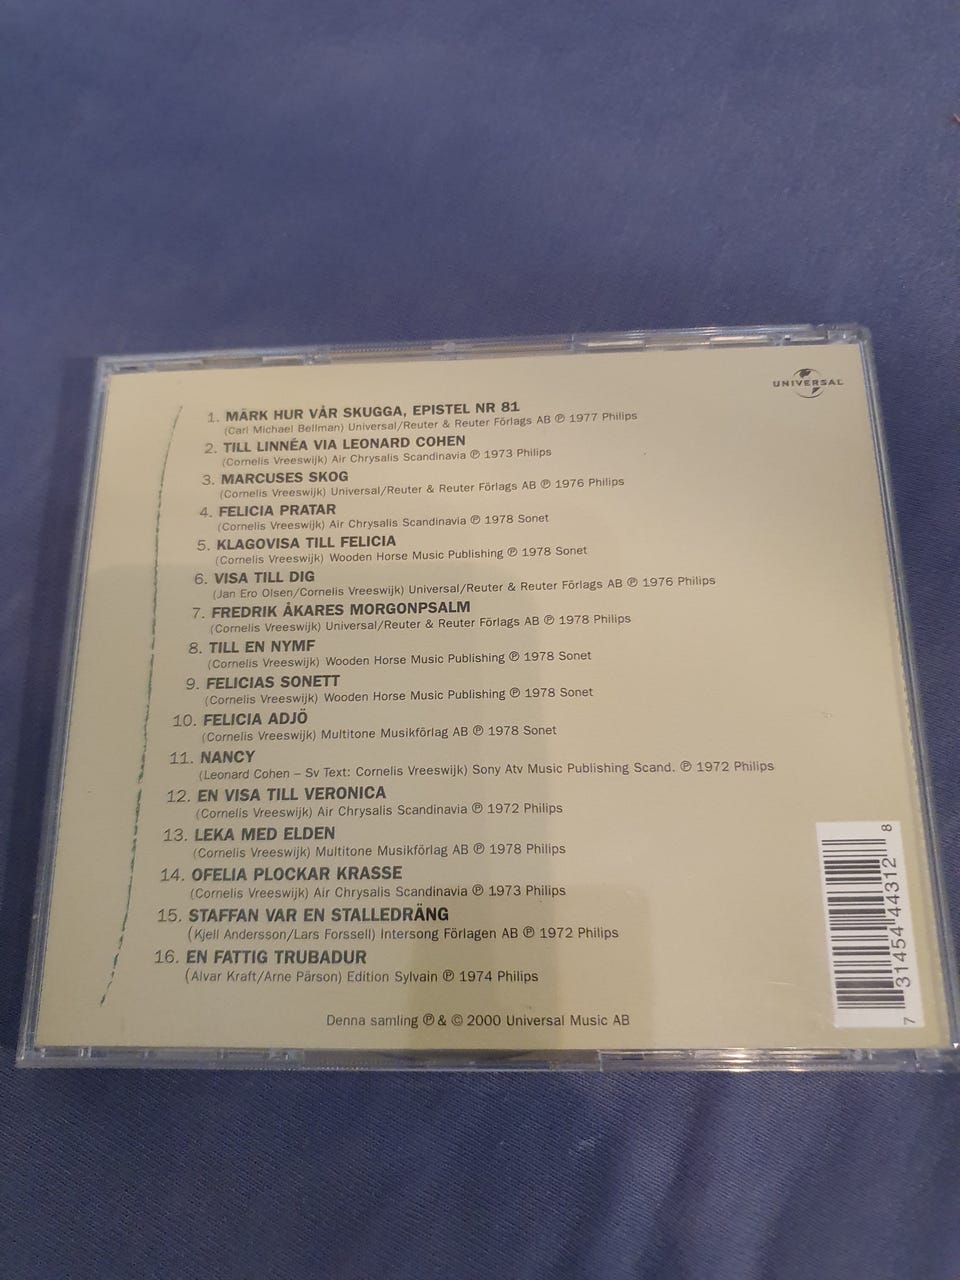 UNIVERSAL
1. MÄRK HUR VÅR SKUGGA, EPISTEL NR 81
(Carl Michael Bellman) Universal/Reuter & Reuter Förlags AB ℗ 1977 Philips
2. TILL LINNÉA VIA LEONARD COHEN
(Cornelis Vreeswijk) Air Chrysalis Scandinavia ℗ 1973 Philips
3. MARCUSES SKOG
(Cornelis Vreeswijk) Universal/Reuter & Reuter Förlags AB ℗ 1976 Philips
4. FELICIA PRATAR
(Cornelis Vreeswijk) Air Chrysalis Scandinavia ℗ 1978 Sonet
5. KLAGOVISA TILL FELICIA
(Cornelis Vreeswijk) Wooden Horse Music Publishing ℗ 1978 Sonet
6. VISA TILL DIG
(Jan Ero Olsen/Cornelis Vreeswijk) Universal/Reuter & Reuter Förlags AB ℗ 1976 Philips
7. FREDRIK ÅKARES MORGONPSALM
(Cornelis Vreeswijk) Universal/Reuter & Reuter Förlags AB ℗ 1978 Philips
8. TILL EN NYMF
(Cornelis Vreeswijk) Wooden Horse Music Publishing ℗ 1978 Sonet
9. FELICIAS SONETT
(Cornelis Vreeswijk) Wooden Horse Music Publishing ℗ 1978 Sonet
10. FELICIA ADJÖ
(Cornelis Vreeswijk) Multitone Musikförlag AB ℗ 1978 Sonet
11. NANCY
(Leonard Cohen – Sv Text: Cornelis Vreeswijk) Sony Atv Music Publishing Scand. ℗ 1972 Philips
12. EN VISA TILL VERONICA
(Cornelis Vreeswijk) Air Chrysalis Scandinavia ℗ 1972 Philips
13. LEKA MED ELDEN
(Cornelis Vreeswijk) Multitone Musikförlag AB ℗ 1978 Philips
14. OFELIA PLOCKAR KRASSE
(Cornelis Vreeswijk) Air Chrysalis Scandinavia ℗ 1973 Philips
15. STAFFAN VAR EN STALLEDRÄNG
(Kjell Andersson/Lars Forssell) Intersong Förlagen AB ℗ 1972 Philips
16. EN FATTIG TRUBADUR
(Alvar Kraft/Arne Pärson) Edition Sylvain ℗ 1974 Philips
Denna samling ℗ & © 2000 Universal Music AB
7 31454 44312 8